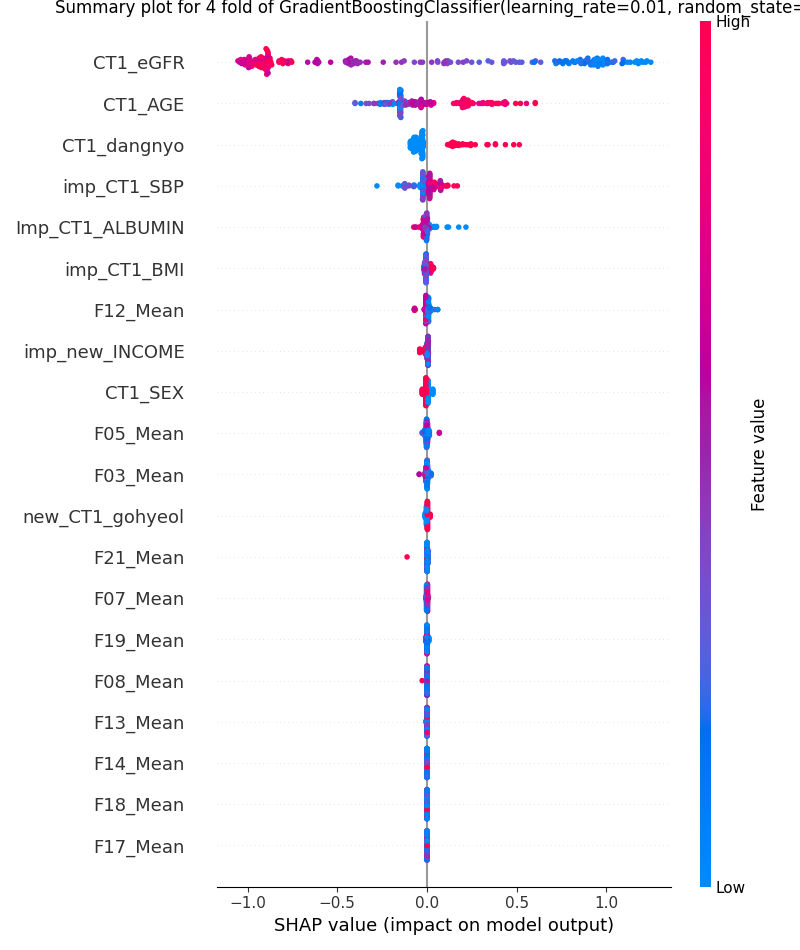 Summary plot for 4 fold of GradientBoostingClassifier(learning_rate=0.01, random_state=
High
CT1_eGFR
CT1_AGE
CT1_dangnyo
imp_CT1_SBP
Imp_CT1_ALBUMIN
imp_CT1_BMI
F12_Mean
imp_new_INCOME
CT1_SEX
F05_Mean
F03_Mean
new_CT1_gohyeol
F21_Mean
F07_Mean
F19_Mean
F08_Mean
F13_Mean
F14_Mean
F18_Mean
F17_Mean
Feature value
Low
−1.0 −0.5 0.0 0.5 1.0
SHAP value (impact on model output)